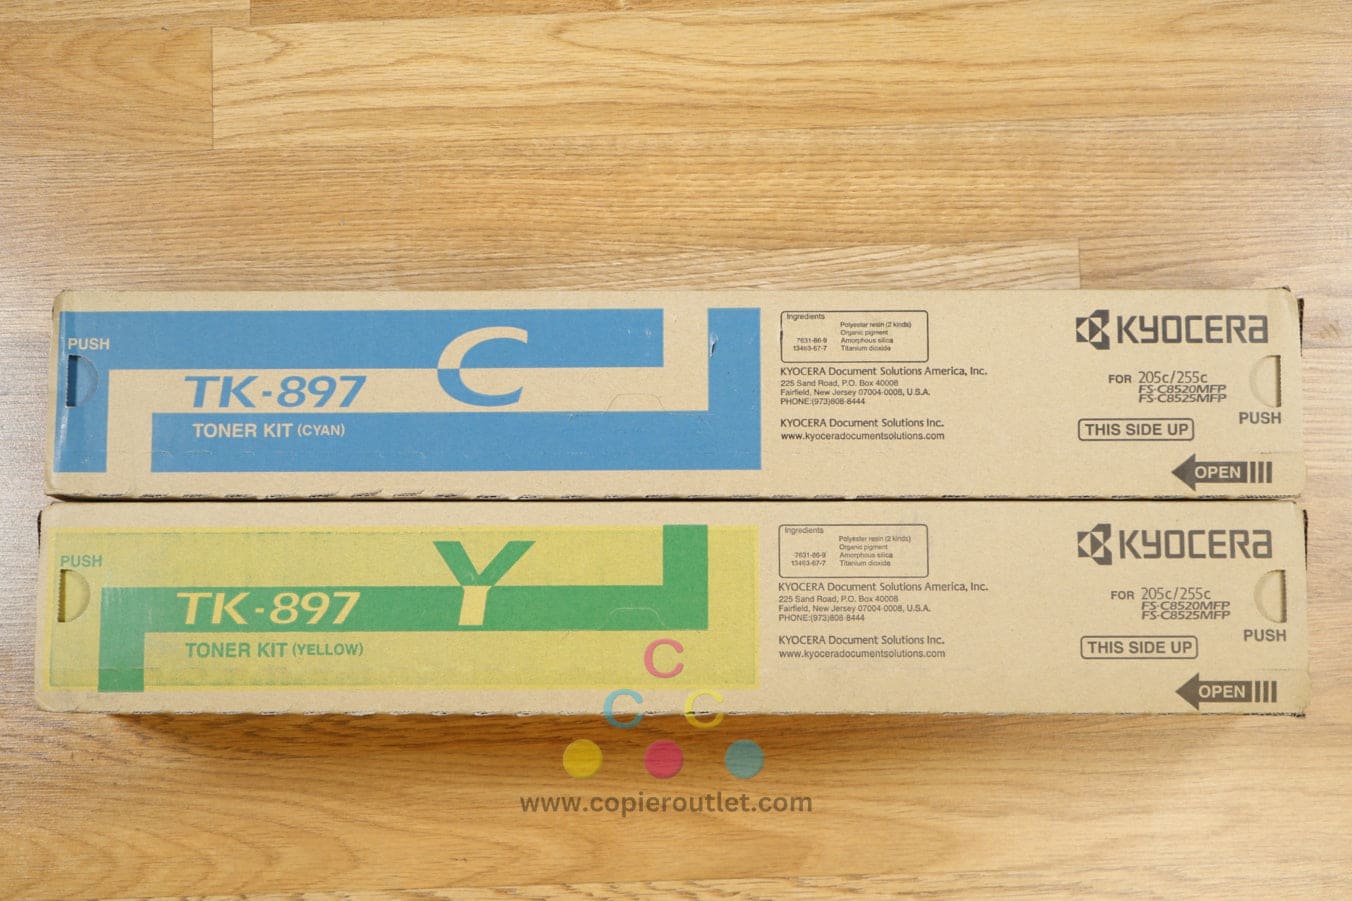 PUSH
C
TK-897
TONER KIT (CYAN)
Ingredients
Polyester resin (2 kinds)
Organic pigment
7631-86-9 Amorphous silica
13463-67-7 Titanium dioxide
KYOCERA Document Solutions America, Inc.
225 Sand Road, P.O. Box 40008
Fairfield, New Jersey 07004-0008, U.S.A.
PHONE:(973)808-8444
KYOCERA Document Solutions Inc.
www.kyoceradocumentsolutions.com
KYOCERA
FOR 205c/255c
FS-C8520MFP
FS-C8525MFP
PUSH
THIS SIDE UP
OPEN
PUSH
Y
TK-897
TONER KIT (YELLOW)
Ingredients
Polyester resin (2 kinds)
Organic pigment
7631-86-9 Amorphous silica
13463-67-7 Titanium dioxide
KYOCERA Document Solutions America, Inc.
225 Sand Road, P.O. Box 40008
Fairfield, New Jersey 07004-0008, U.S.A.
PHONE:(973)808-8444
KYOCERA Document Solutions Inc.
www.kyoceradocumentsolutions.com
KYOCERA
FOR 205c/255c
FS-C8520MFP
FS-C8525MFP
PUSH
THIS SIDE UP
OPEN
C
C C
www.copieroutlet.com